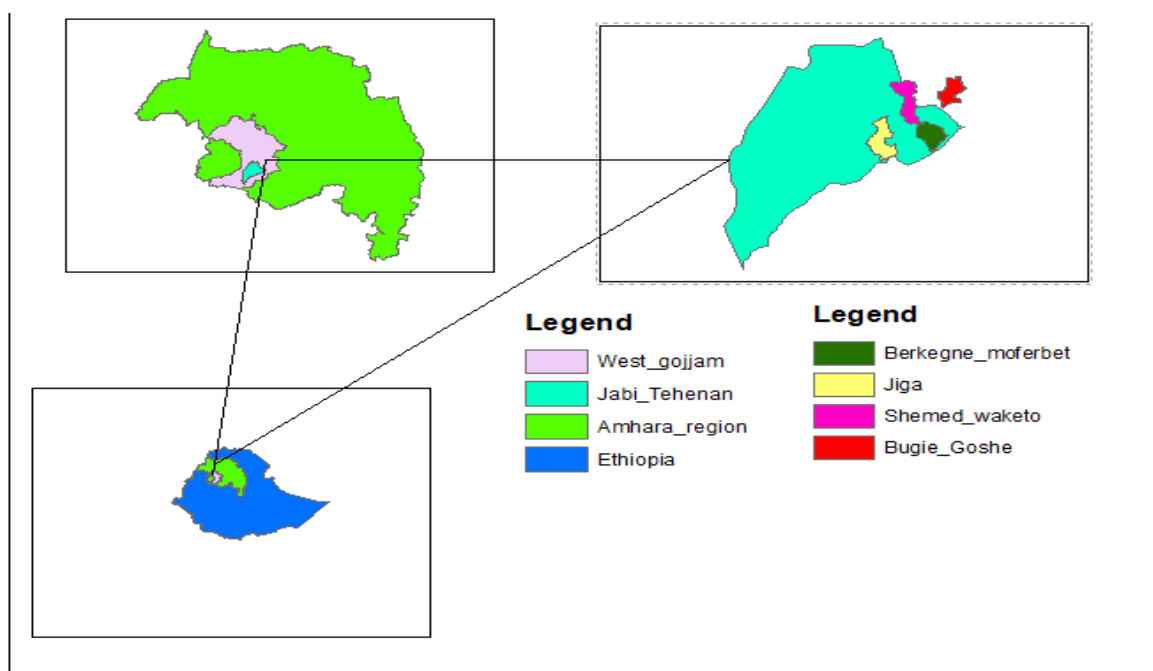 Legend
West_gojjam
Jabi_Tehenan
Amhara_region
Ethiopia
Legend
Berkegne_moferbet
Jiga
Shemed_waketo
Bugie_Goshe